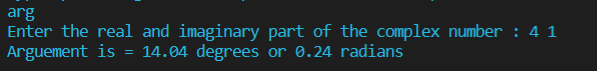 arg
Enter the real and imaginary part of the complex number : 4 1
Arguement is = 14.04 degrees or 0.24 radians